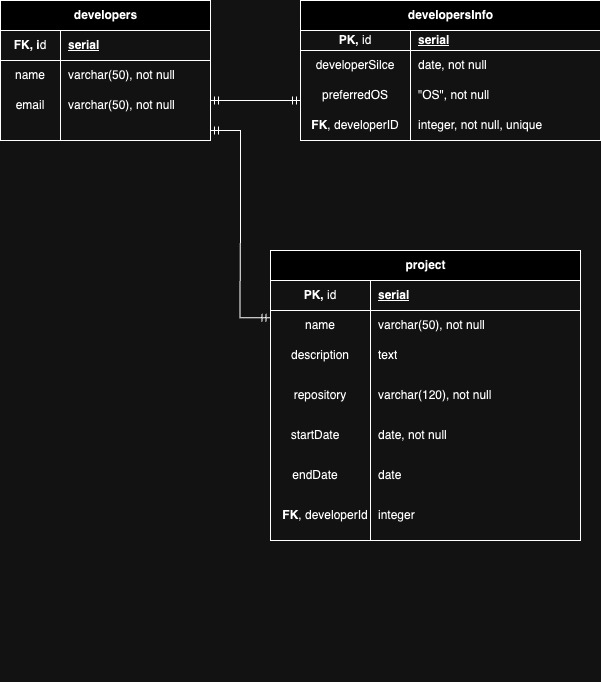 developers
FK, id serial
name varchar(50), not null
email varchar(50), not null
developersInfo
PK, id serial
developerSilce date, not null
preferredOS "OS", not null
FK, developerID integer, not null, unique
project
PK, id serial
name varchar(50), not null
description text
repository varchar(120), not null
startDate date, not null
endDate date
FK, developerId integer